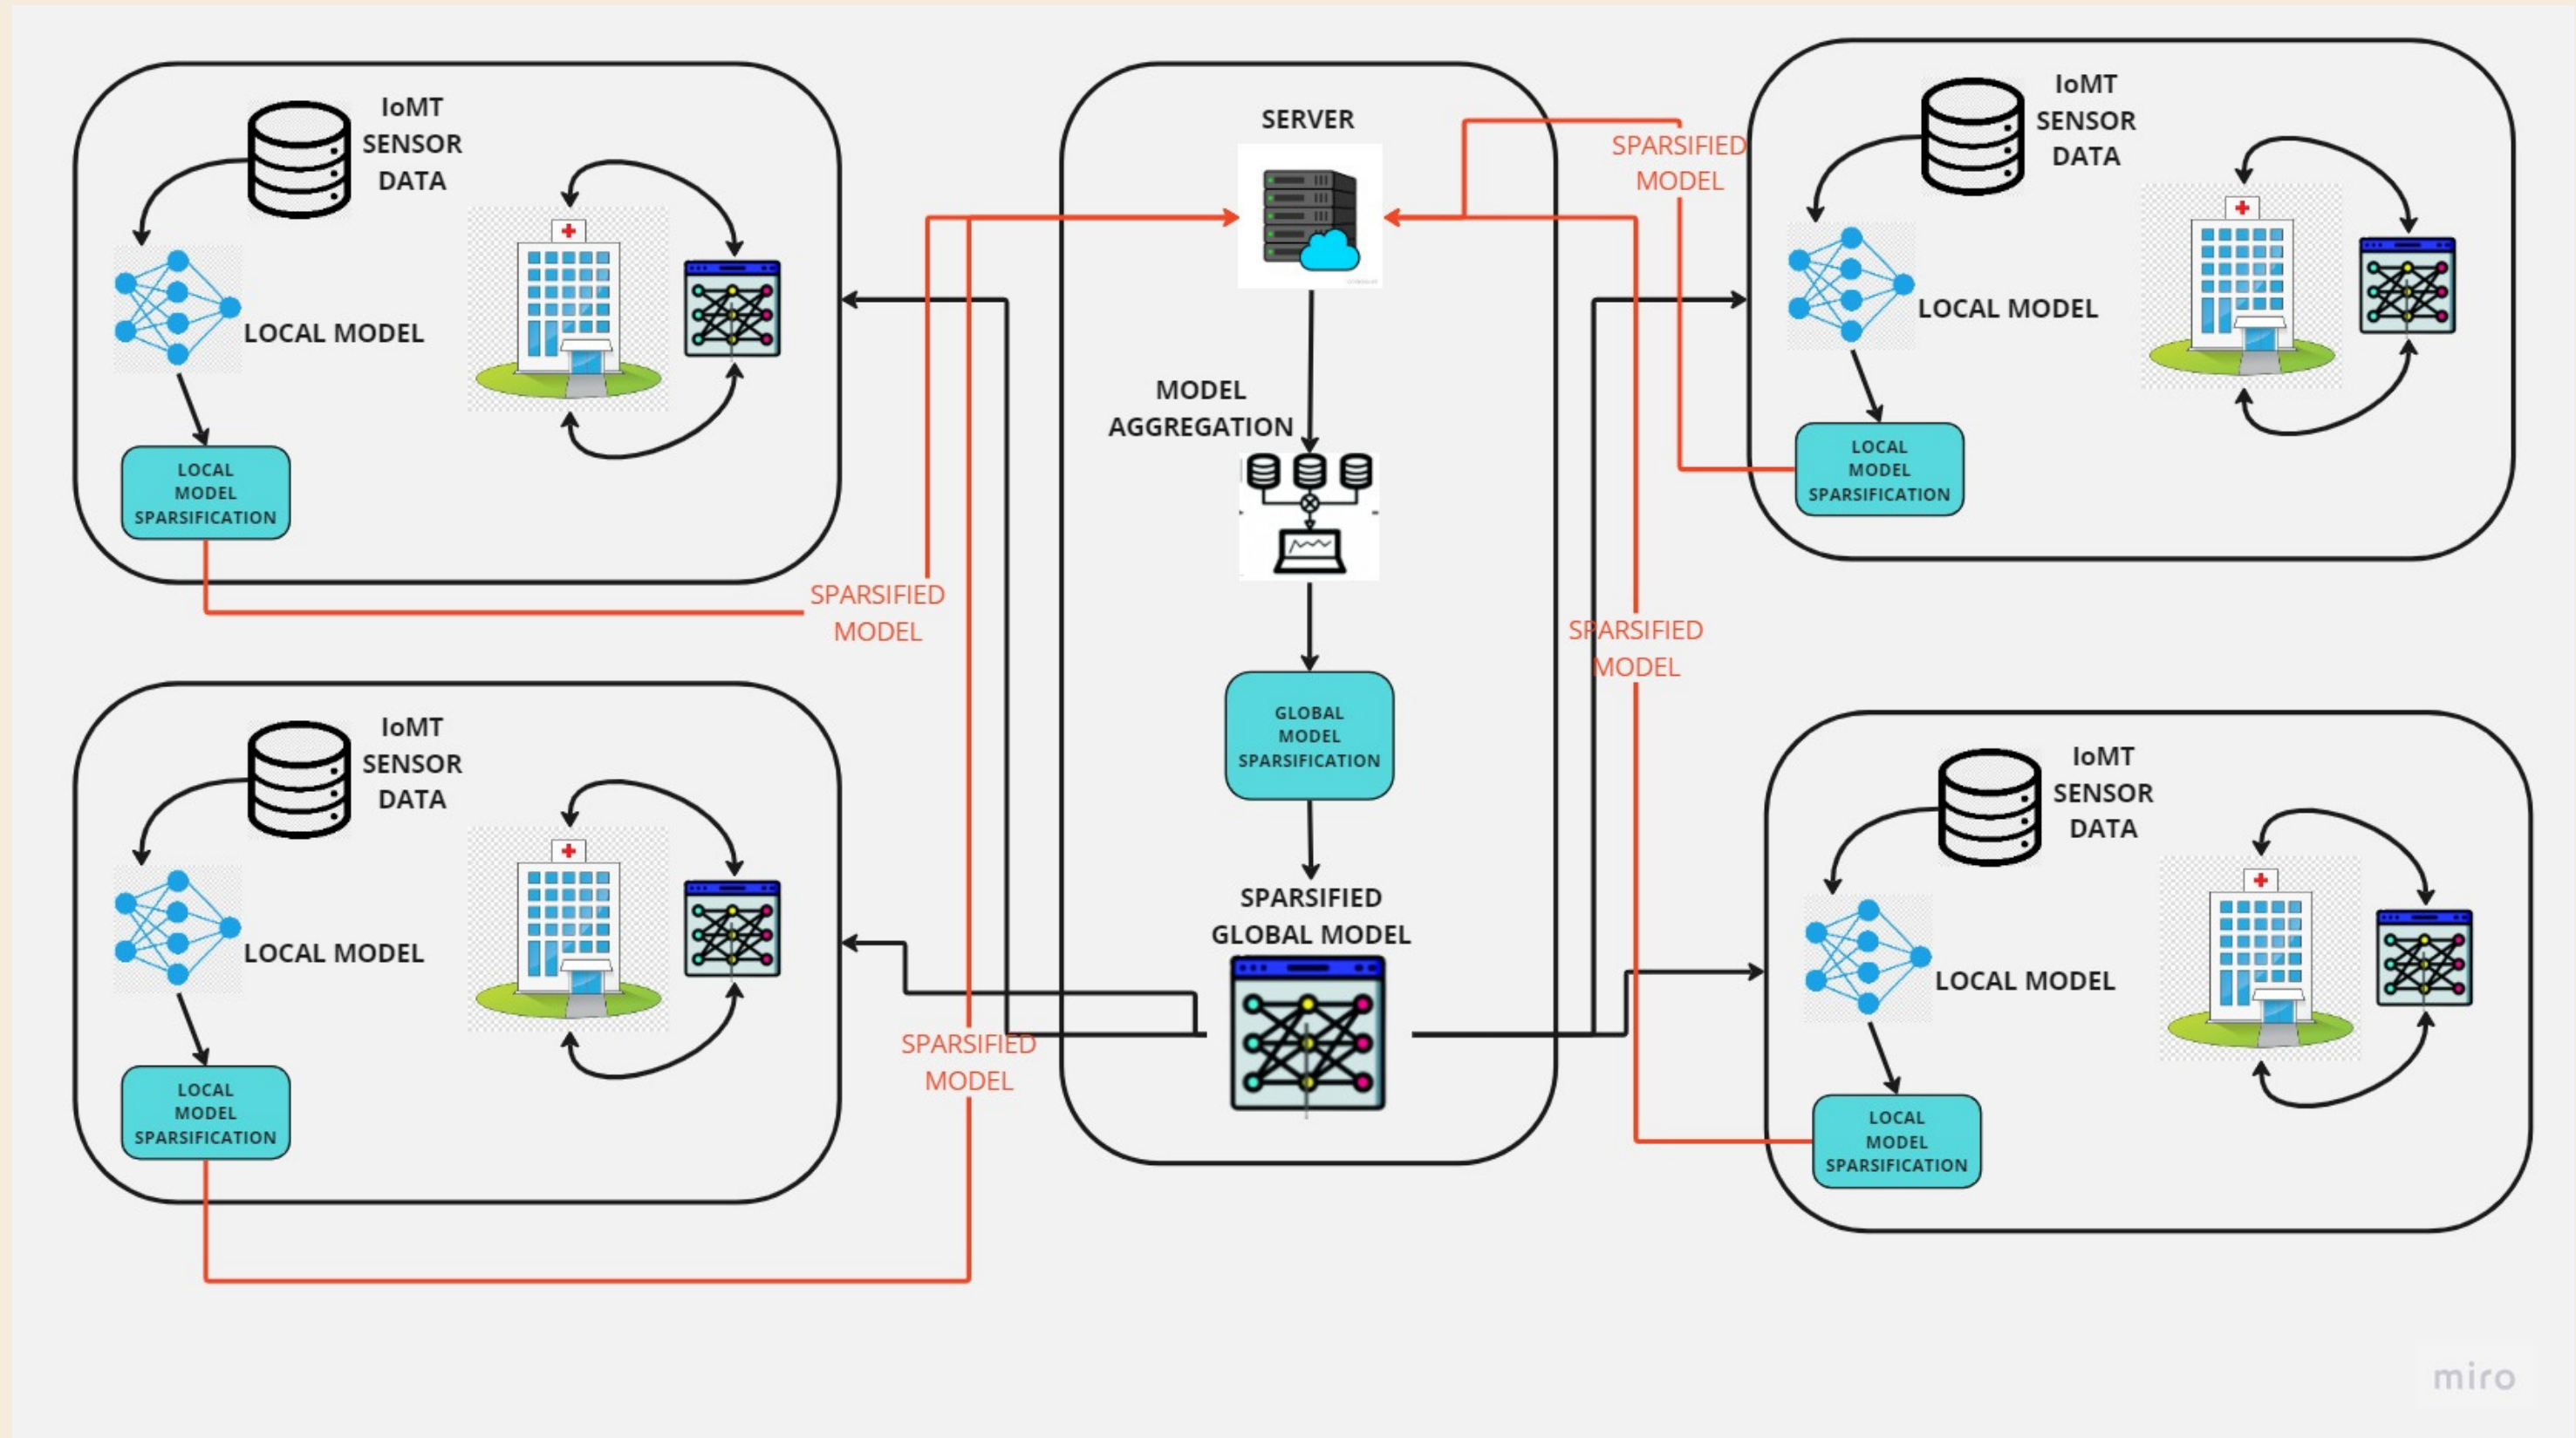 IoMT
SENSOR
DATA
LOCAL MODEL
LOCAL
MODEL
SPARSIFICATION
SPARSIFIED
MODEL
IoMT
SENSOR
DATA
LOCAL MODEL
LOCAL
MODEL
SPARSIFICATION
SPARSIFIED
MODEL
SERVER
MODEL
AGGREGATION
GLOBAL
MODEL
SPARSIFICATION
SPARSIFIED
GLOBAL MODEL
SPARSIFIED
MODEL
IoMT
SENSOR
DATA
LOCAL MODEL
LOCAL
MODEL
SPARSIFICATION
SPARSIFIED
MODEL
IoMT
SENSOR
DATA
LOCAL MODEL
LOCAL
MODEL
SPARSIFICATION
miro